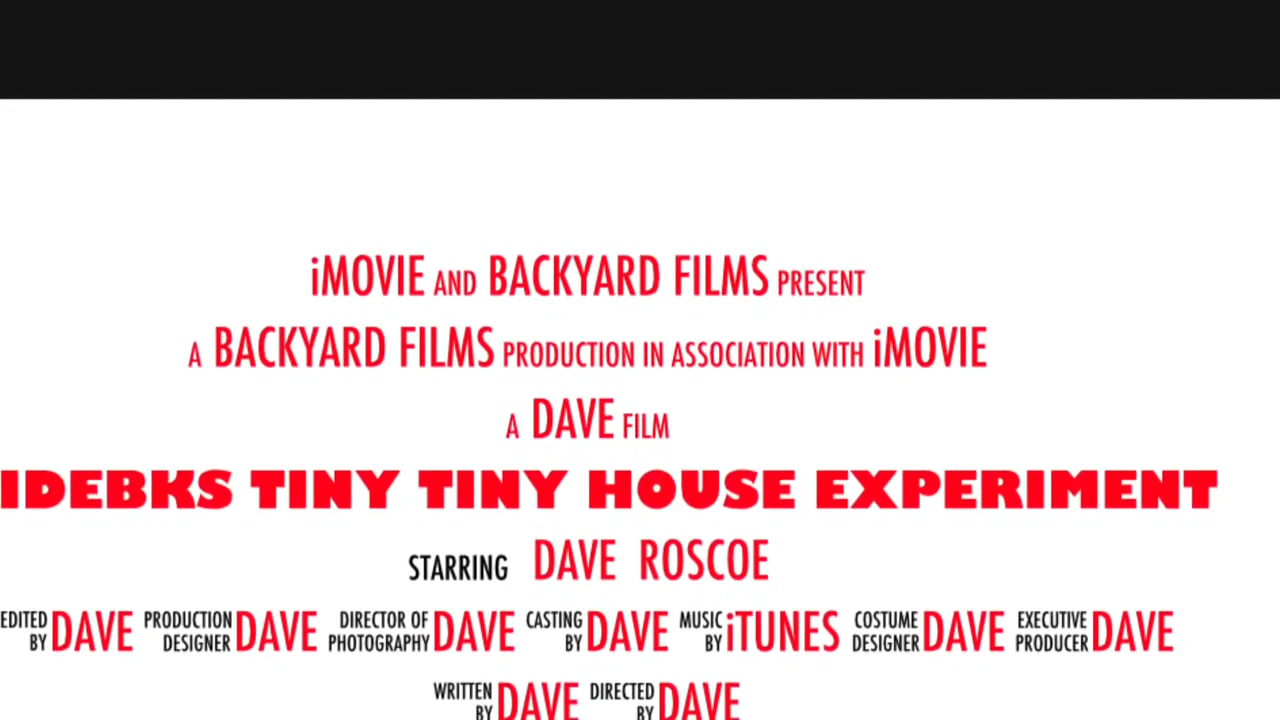 iMOVIE AND BACKYARD FILMS PRESENT
A BACKYARD FILMS PRODUCTION IN ASSOCIATION WITH iMOVIE
A DAVE FILM
IDEBKS TINY TINY HOUSE EXPERIMENT
STARRING DAVE ROSCOE
EDITED BY DAVE PRODUCTION DESIGNER DAVE DIRECTOR OF PHOTOGRAPHY DAVE CASTING BY DAVE MUSIC BY iTUNES COSTUME DESIGNER DAVE EXECUTIVE PRODUCER DAVE
WRITTEN BY DAVE DIRECTED BY DAVE